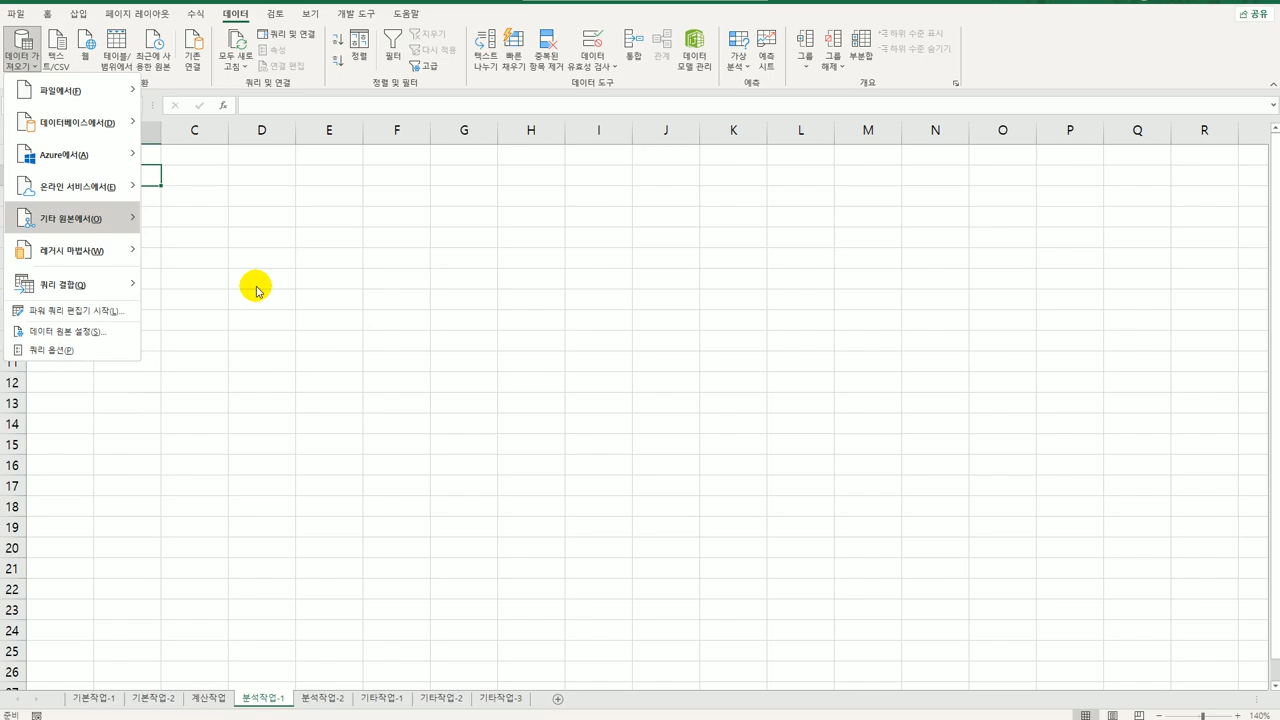 파일 홈 삽입 페이지 레이아웃 수식 데이터 검토 보기 개발 도구 도움말 공유
데이터 가져오기
텍스트/CSV
웹
테이블/범위에서
최근에 사용한 원본
기존 연결
모두 새로 고침
쿼리 및 연결
속성
연결 편집
쿼리 및 연결
정렬
필터
지우기
다시 적용
고급
정렬 및 필터
텍스트 나누기
빠른 채우기
중복된 항목 제거
데이터 유효성 검사
통합
관계
데이터 모델 관리
데이터 도구
가상 분석
예측 시트
예측
그룹
그룹 해제
부분합
하위 수준 표시
하위 수준 숨기기
개요
파일에서(F)
데이터베이스에서(D)
Azure에서(A)
온라인 서비스에서(E)
기타 원본에서(O)
레거시 마법사(W)
쿼리 결합(Q)
파워 쿼리 편집기 시작(L)...
데이터 원본 설정(S)...
쿼리 옵션(P)
fx
C D E F G H I J K L M N O P Q R
11
12
13
14
15
16
17
18
19
20
21
22
23
24
25
26
27
기본작업-1 기본작업-2 계산작업 분석작업-1 분석작업-2 기타작업-1 기타작업-2 기타작업-3
준비 140%